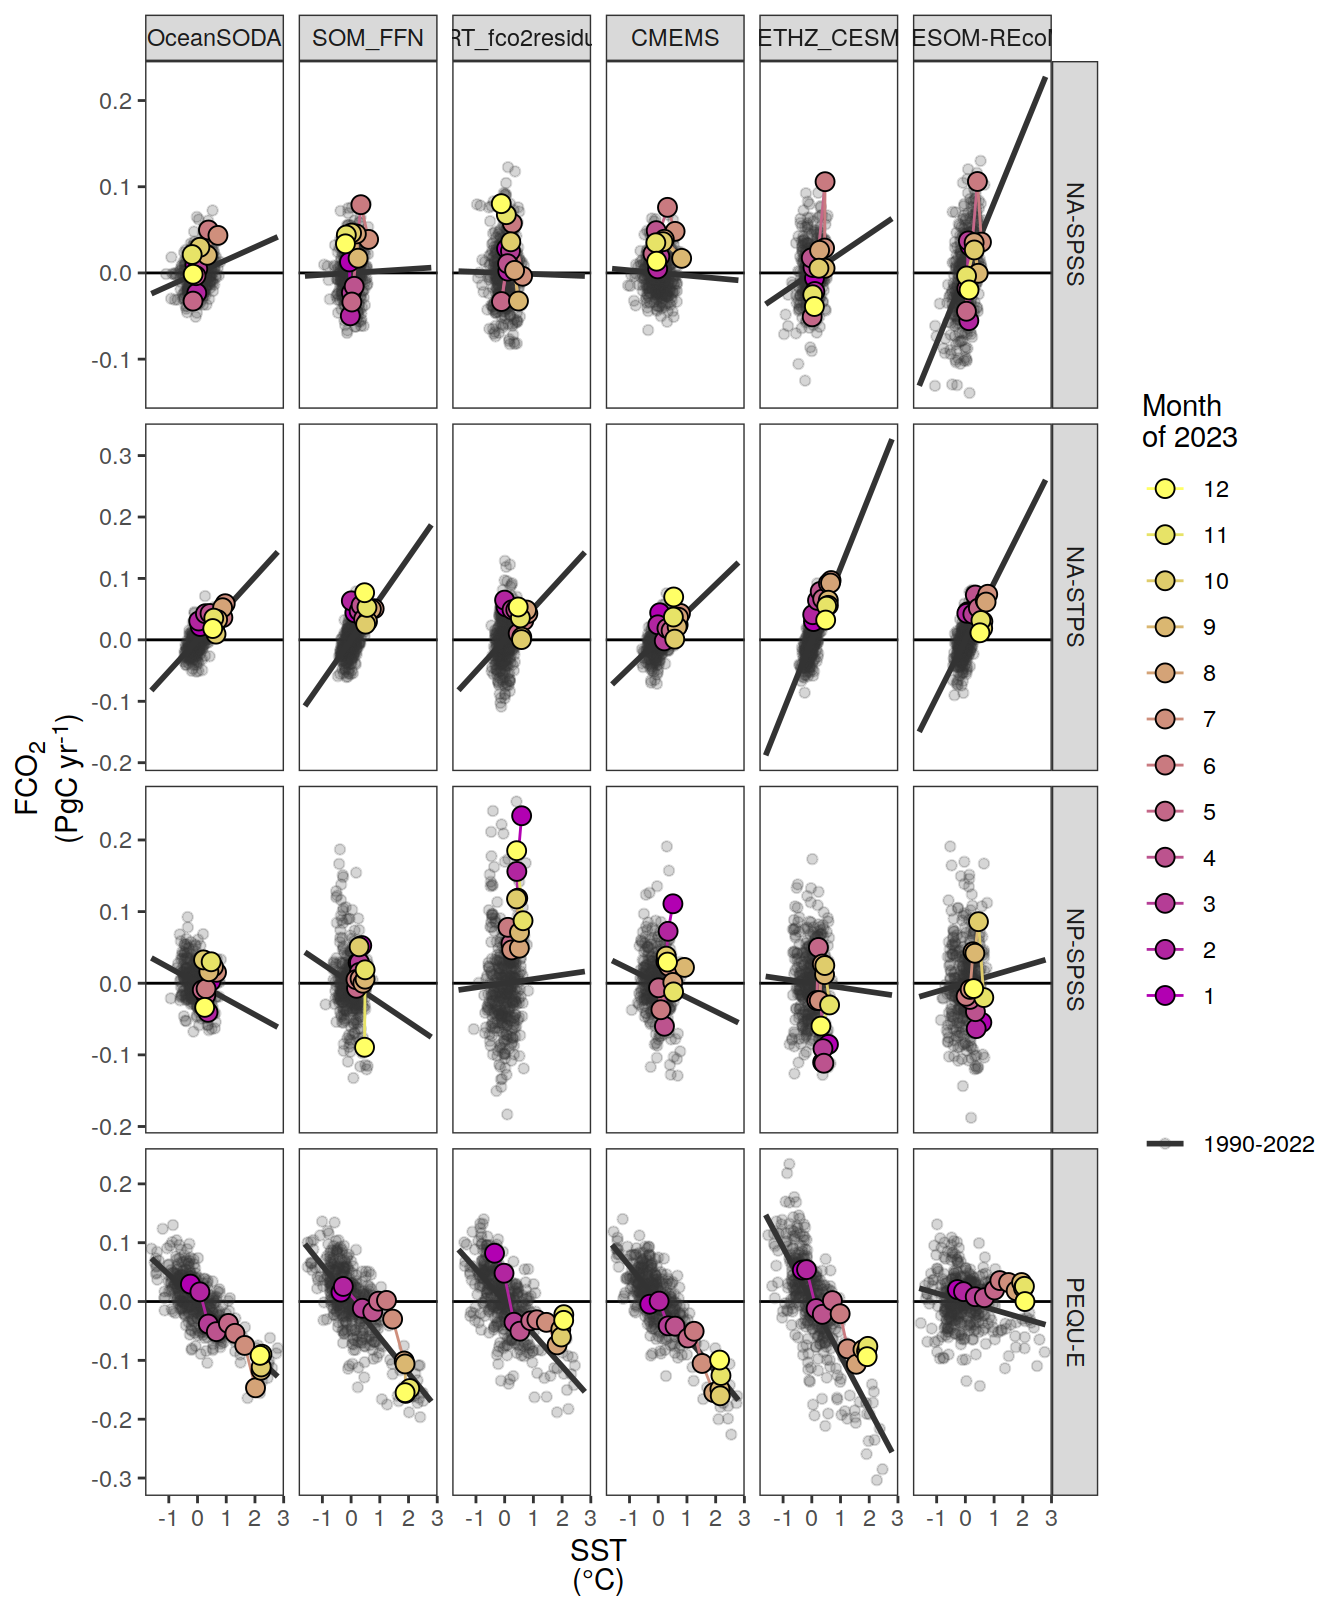 OceanSODA SOM_FFN RT_fco2residu CMEMS ETHZ_CESM ESOM-REcoM
0.2
0.1
0.0
-0.1
NA-SPSS
0.3
0.2
0.1
0.0
-0.1
-0.2
NA-STPS
0.2
0.1
0.0
-0.1
-0.2
NP-SPSS
0.2
0.1
0.0
-0.1
-0.2
-0.3
PEQU-E
-1 0 1 2 3 -1 0 1 2 3 -1 0 1 2 3 -1 0 1 2 3 -1 0 1 2 3 -1 0 1 2 3
SST
(°C)
FCO₂
(PgC yr⁻¹)
Month
of 2023
12
11
10
9
8
7
6
5
4
3
2
1
1990-2022